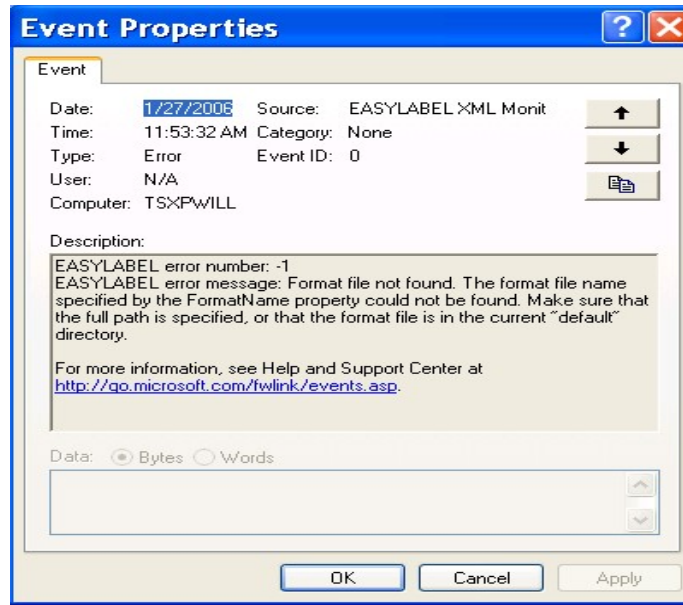 Event Properties
Event
Date: 1/27/2006 Source: EASYLABEL XML Monit
Time: 11:53:32 AM Category: None
Type: Error Event ID: 0
User: N/A
Computer: TSXPWILL
Description:
EASYLABEL error number: -1
EASYLABEL error message: Format file not found. The format file name
specified by the FormatName property could not be found. Make sure that
the full path is specified, or that the format file is in the current "default"
directory.
For more information, see Help and Support Center at
http://go.microsoft.com/fwlink/events.asp.
Data: Bytes Words
OK Cancel Apply